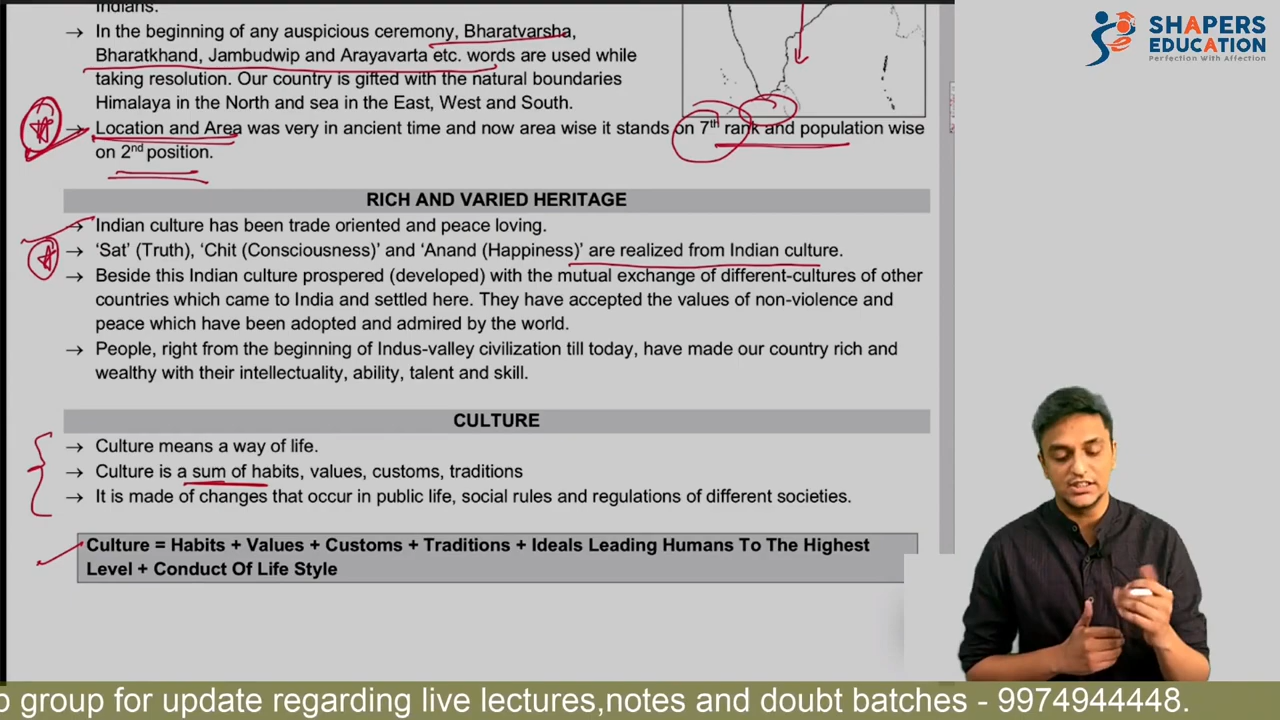 Indians.
→ In the beginning of any auspicious ceremony, Bharatvarsha,
Bharatkhand, Jambudwip and Arayavarta etc. words are used while
taking resolution. Our country is gifted with the natural boundaries
Himalaya in the North and sea in the East, West and South.
→ Location and Area was very in ancient time and now area wise it stands on 7th rank and population wise
on 2nd position.
RICH AND VARIED HERITAGE
→ Indian culture has been trade oriented and peace loving.
→ ‘Sat’ (Truth), ‘Chit (Consciousness)’ and ‘Anand (Happiness)’ are realized from Indian culture.
→ Beside this Indian culture prospered (developed) with the mutual exchange of different-cultures of other
countries which came to India and settled here. They have accepted the values of non-violence and
peace which have been adopted and admired by the world.
→ People, right from the beginning of Indus-valley civilization till today, have made our country rich and
wealthy with their intellectuality, ability, talent and skill.
CULTURE
→ Culture means a way of life.
→ Culture is a sum of habits, values, customs, traditions
→ It is made of changes that occur in public life, social rules and regulations of different societies.
Culture = Habits + Values + Customs + Traditions + Ideals Leading Humans To The Highest
Level + Conduct Of Life Style
SHAPERS
EDUCATION
Perfection With Affection
group for update regarding live lectures,notes and doubt batches - 9974944448.